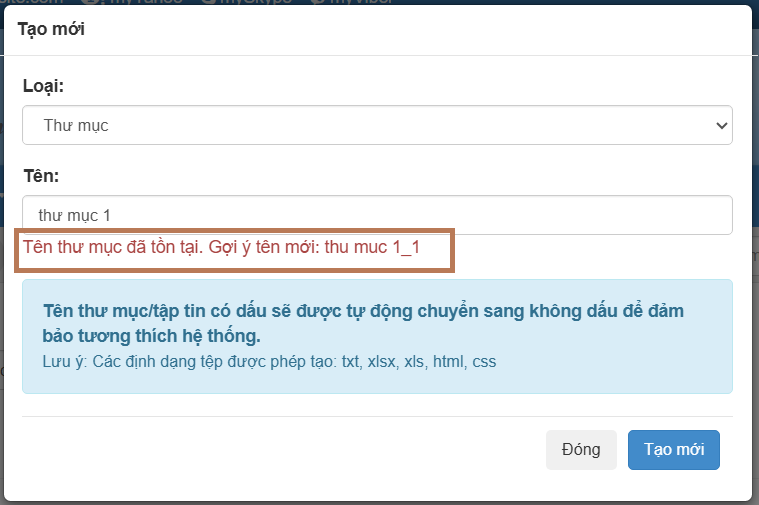 Tạo mới
Loại:
Thư mục
Tên:
thư mục 1
Tên thư mục đã tồn tại. Gợi ý tên mới: thu muc 1_1
Tên thư mục/tập tin có dấu sẽ được tự động chuyển sang không dấu để đảm
bảo tương thích hệ thống.
Lưu ý: Các định dạng tệp được phép tạo: txt, xlsx, xls, html, css
Đóng
Tạo mới